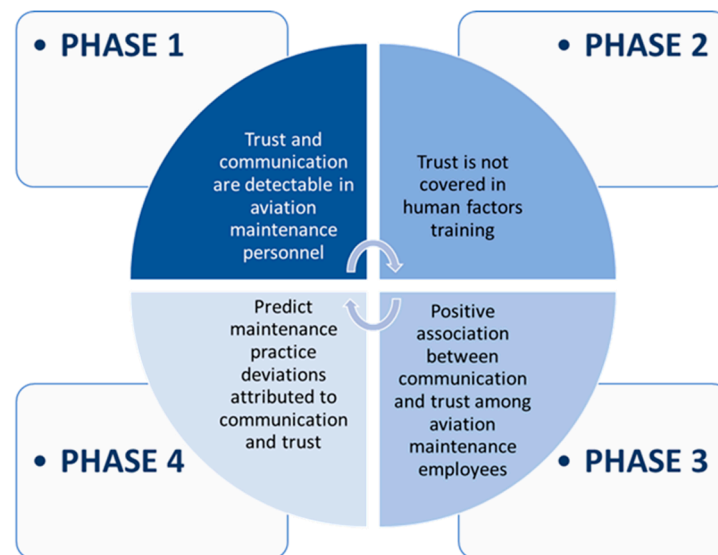 • PHASE 1
• PHASE 2
Trust and
communication
are detectable in
aviation
maintenance
personnel
Trust is not
covered in
human factors
training
Predict
maintenance
practice
deviations
attributed to
communication
and trust
Positive
association
between
communication
and trust among
aviation
maintenance
employees
• PHASE 4
• PHASE 3